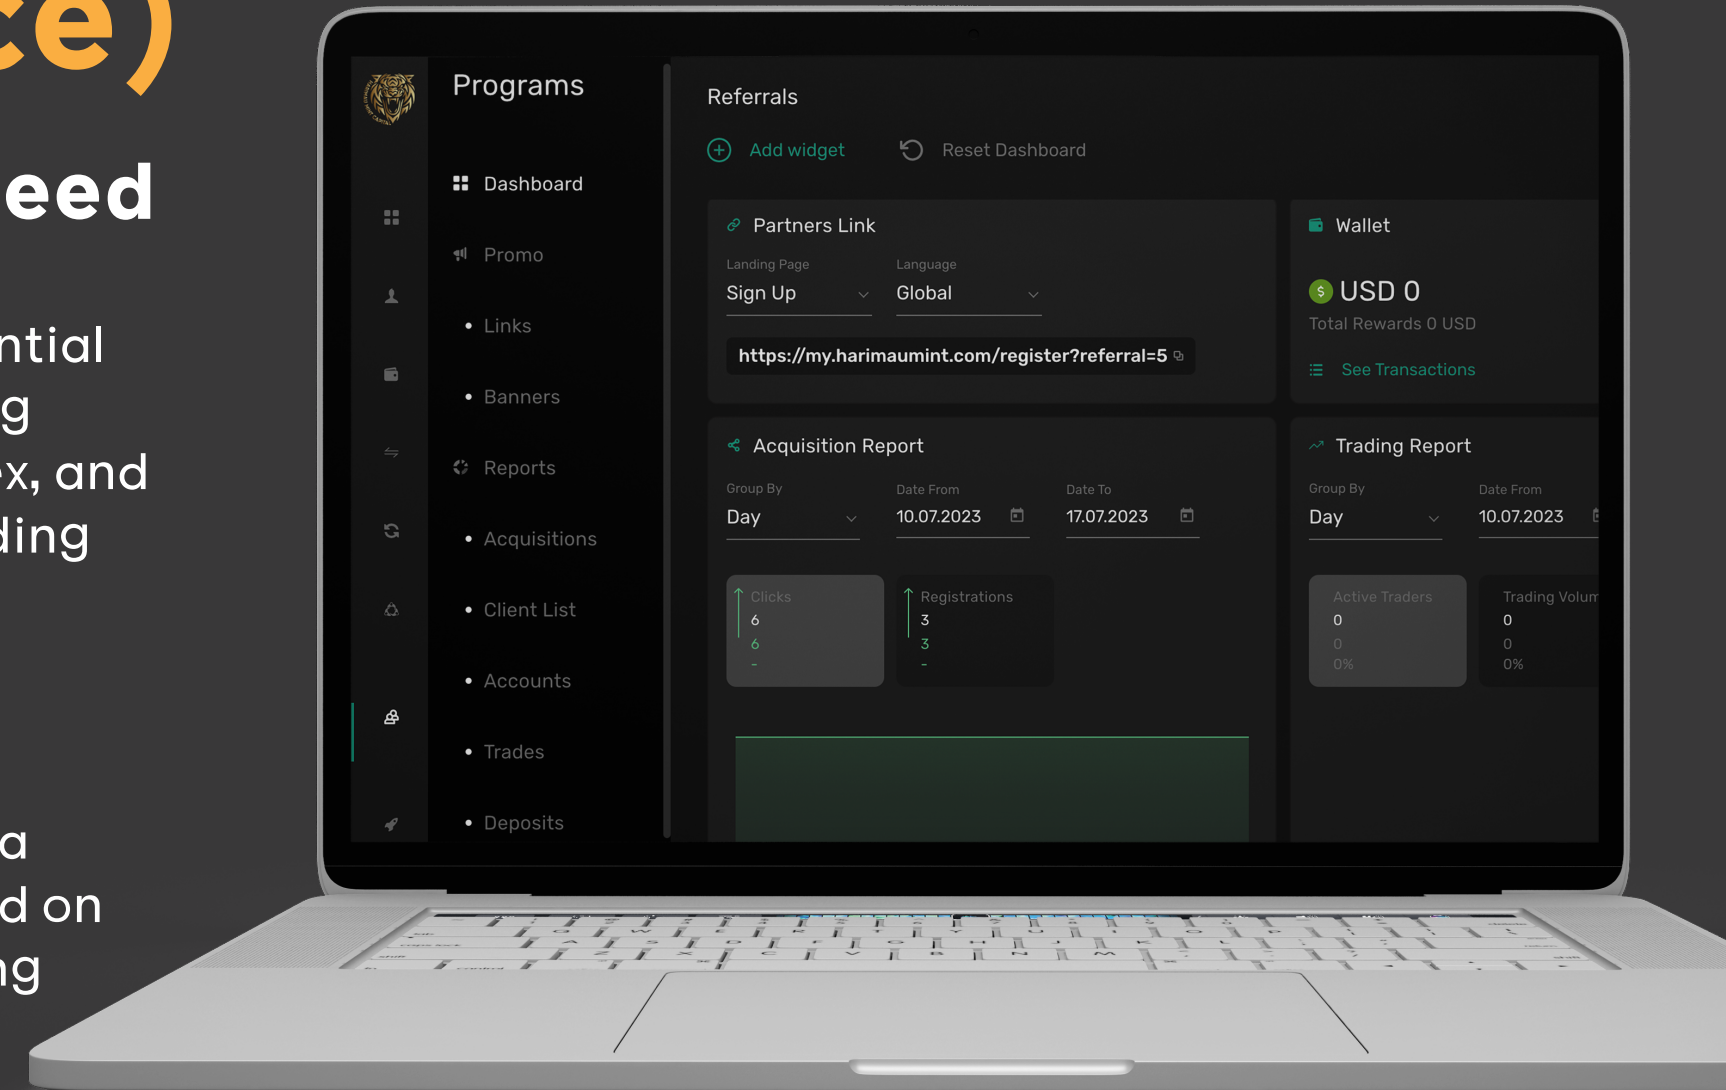 ce)
eed
ntial
g
ex, and
ding
a
d on
ng
Programs
Dashboard
Promo
Links
Banners
Reports
Acquisitions
Client List
Accounts
Trades
Deposits
Referrals
Add widget Reset Dashboard
Partners Link
Landing Page Language
Sign Up Global
https://my.harimaumint.com/register?referral=5
Wallet
$ USD 0
Total Rewards 0 USD
See Transactions
Acquisition Report
Group By Date From Date To
Day 10.07.2023 17.07.2023
Clicks Registrations
6 3
6 3
- -
Trading Report
Group By Date From
Day 10.07.2023
Active Traders Trading Volum
0 0
0 0
0% 0%